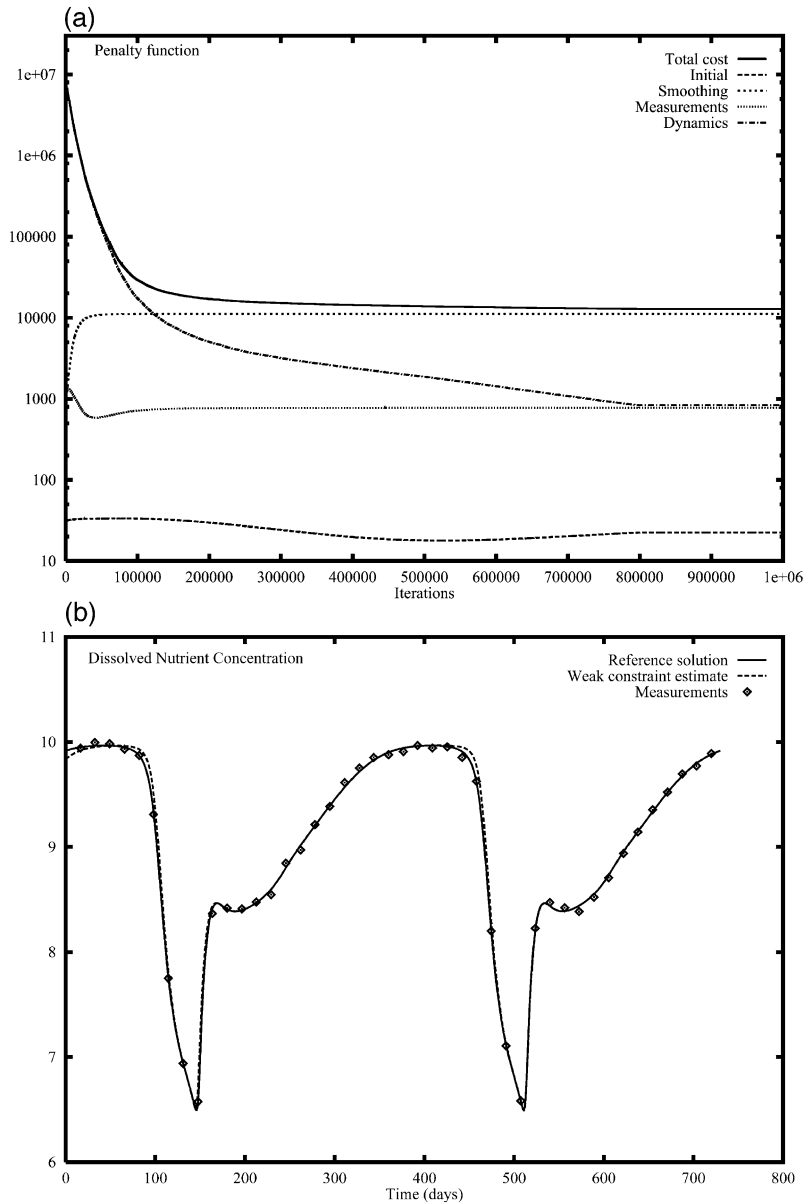 (a)
Penalty function
Total cost
Initial
Smoothing
Measurements
Dynamics
1e+07
1e+06
100000
10000
1000
100
10
0 100000 200000 300000 400000 500000 600000 700000 800000 900000 1e+06
Iterations
(b)
11
Dissolved Nutrient Concentration
Reference solution
Weak constraint estimate
Measurements
10
9
8
7
6
0 100 200 300 400 500 600 700 800
Time (days)